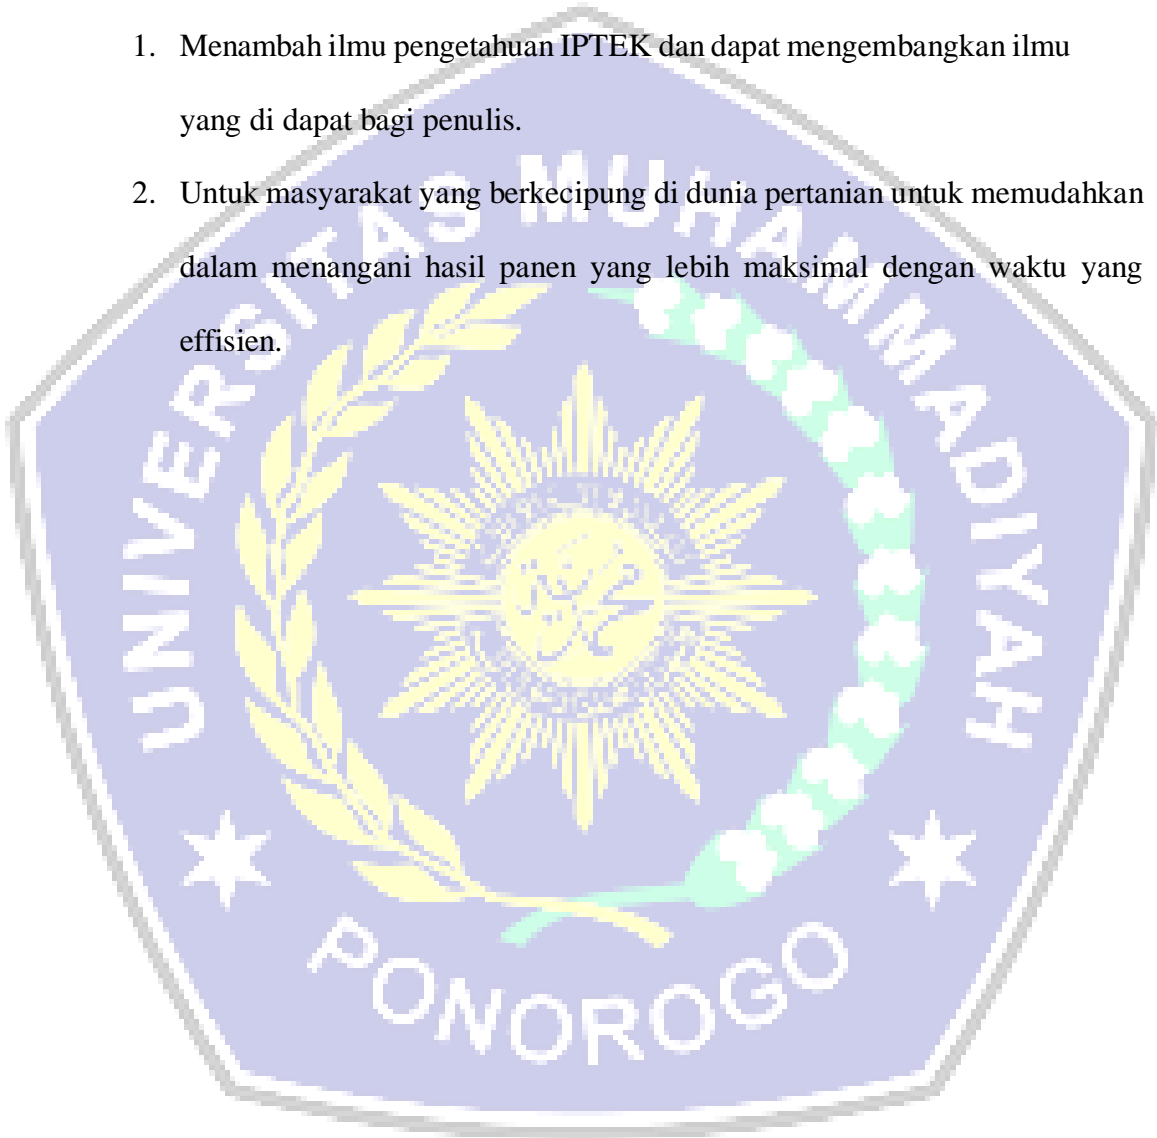 1. Menambah ilmu pengetahuan IPTEK dan dapat mengembangkan ilmu
yang di dapat bagi penulis.
2. Untuk masyarakat yang berkecipung di dunia pertanian untuk memudahkan
dalam menangani hasil panen yang lebih maksimal dengan waktu yang
effisien.
UNIVERSITAS MUHAMMADIYAH
PONOROGO